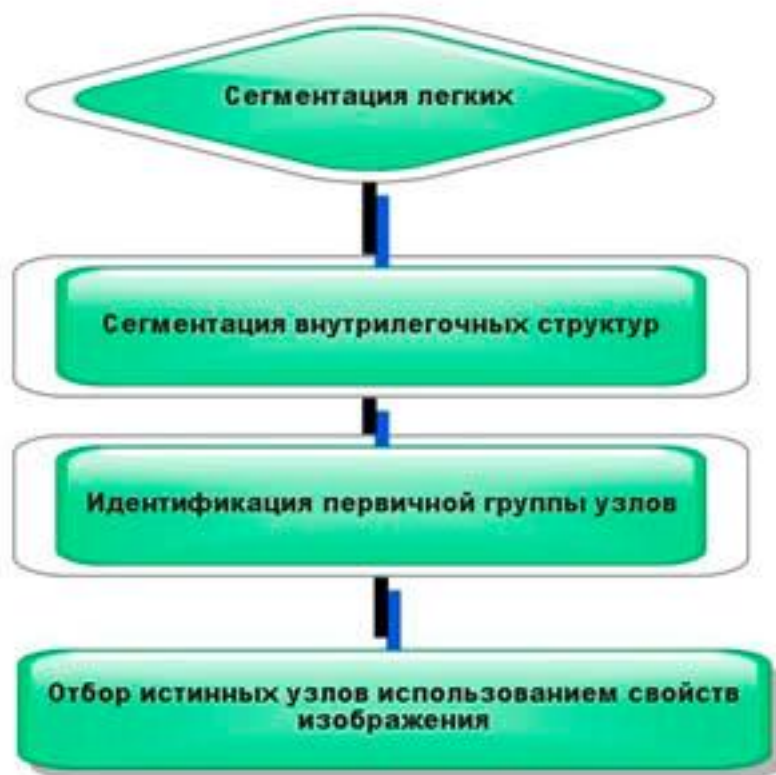 Сегментация легких
Сегментация внутрилегочных структур
Идентификация первичной группы узлов
Отбор истинных узлов использованием свойств
изображения